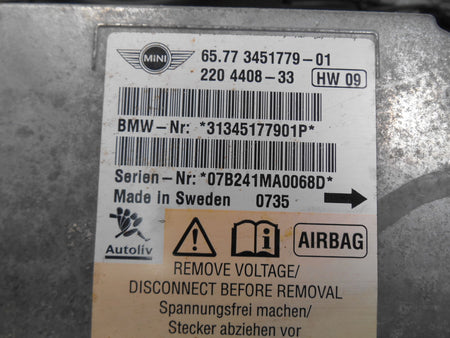 MINI
65.77 3451779-01
220 4408-33 HW 09
BMW-Nr: *31345177901P*
Serien-Nr: *07B241MA0068D*
Made in Sweden 0735
Autoliv
AIRBAG
REMOVE VOLTAGE/
DISCONNECT BEFORE REMOVAL
Spannungsfrei machen/
Stecker abziehen vor